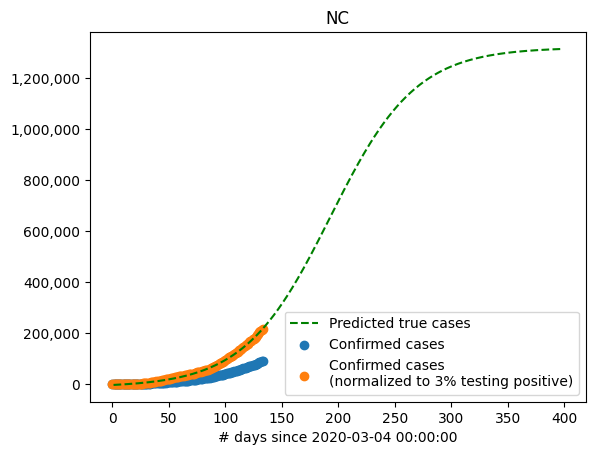 NC
1,200,000
1,000,000
800,000
600,000
400,000
200,000
0
Predicted true cases
Confirmed cases
Confirmed cases
(normalized to 3% testing positive)
0 50 100 150 200 250 300 350 400
# days since 2020-03-04 00:00:00